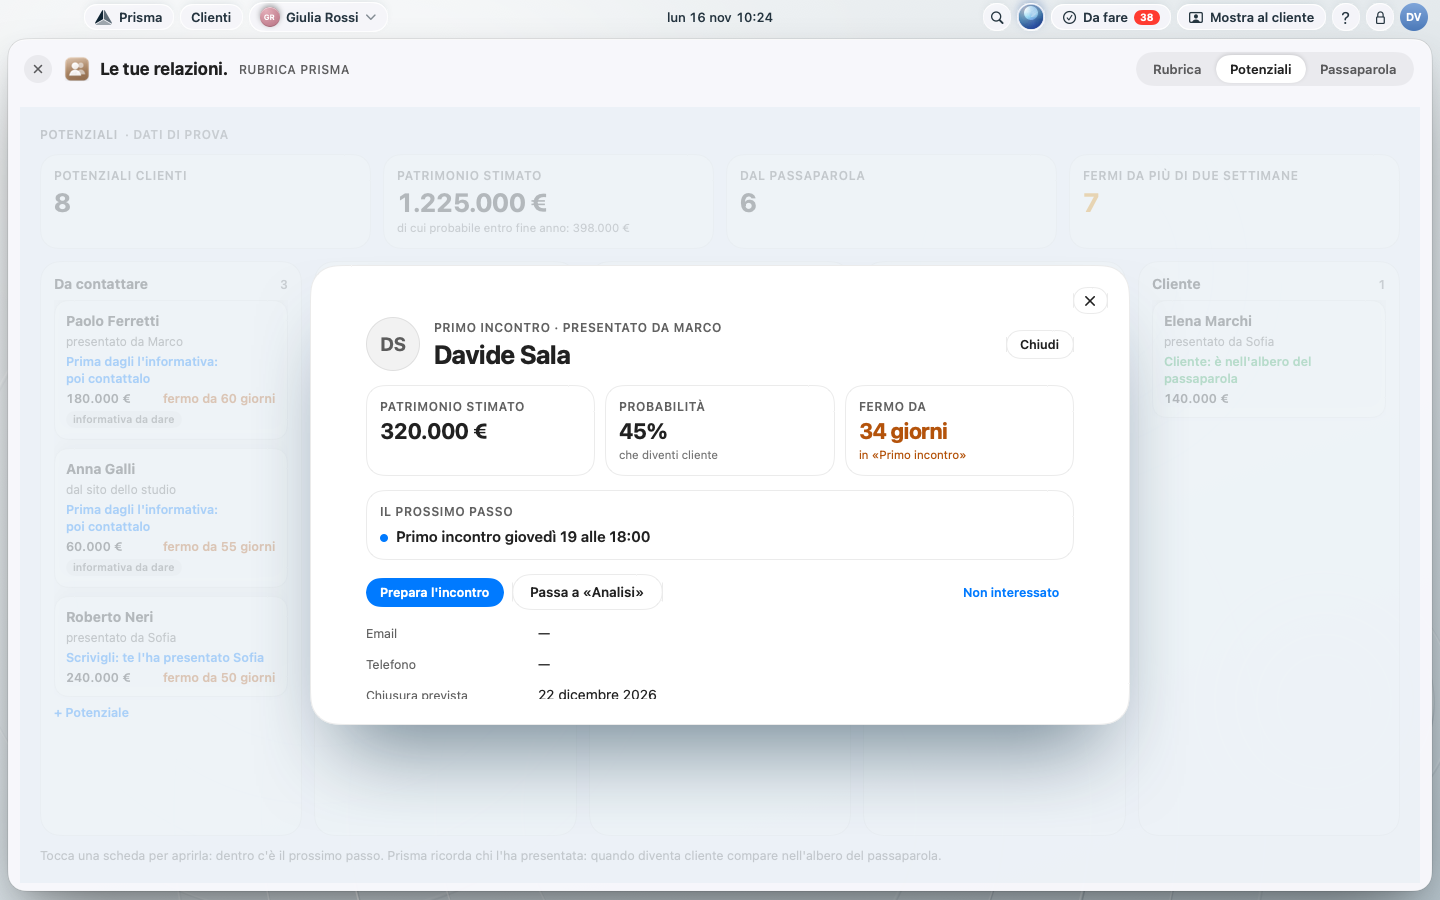 Prisma
Clienti
GR
Giulia Rossi
lun 16 nov 10:24
Da fare 38
Mostra al cliente
?
DV
Le tue relazioni. RUBRICA PRISMA
Rubrica
Potenziali
Passaparola
POTENZIALI · DATI DI PROVA
POTENZIALI CLIENTI
8
PATRIMONIO STIMATO
1.225.000 €
di cui probabile entro fine anno: 398.000 €
DAL PASSAPAROLA
6
FERMI DA PIÙ DI DUE SETTIMANE
7
Da contattare 3
Paolo Ferretti
presentato da Marco
Prima dagli l'informativa:
poi contattalo
180.000 € fermo da 60 giorni
informativa da dare
Anna Galli
dal sito dello studio
Prima dagli l'informativa:
poi contattalo
60.000 € fermo da 55 giorni
informativa da dare
Roberto Neri
presentato da Sofia
Scrivigli: te l'ha presentato Sofia
240.000 € fermo da 50 giorni
+ Potenziale
DS
PRIMO INCONTRO · PRESENTATO DA MARCO
Davide Sala
Chiudi
PATRIMONIO STIMATO
320.000 €
PROBABILITÀ
45%
che diventi cliente
FERMO DA
34 giorni
in «Primo incontro»
IL PROSSIMO PASSO
Primo incontro giovedì 19 alle 18:00
Prepara l'incontro
Passa a «Analisi»
Non interessato
Email —
Telefono —
Chiusura prevista 22 dicembre 2026
Cliente 1
Elena Marchi
presentato da Sofia
Cliente: è nell'albero del
passaparola
140.000 €
Tocca una scheda per aprirla: dentro c'è il prossimo passo. Prisma ricorda chi l'ha presentata: quando diventa cliente compare nell'albero del passaparola.